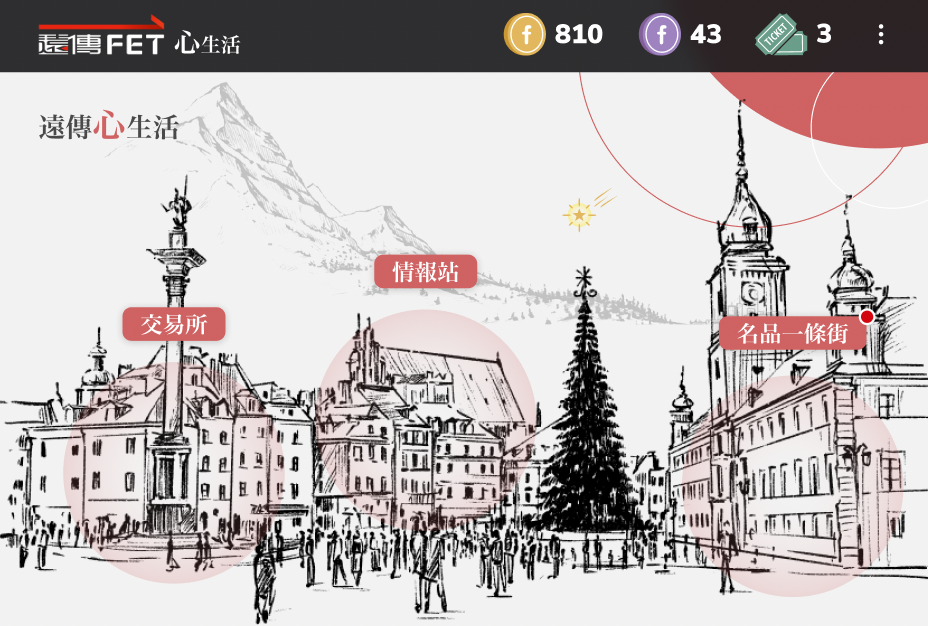 遠傳FET 心生活
f 810
f 43
TICKET 3
遠傳心生活
情報站
交易所
名品一條街